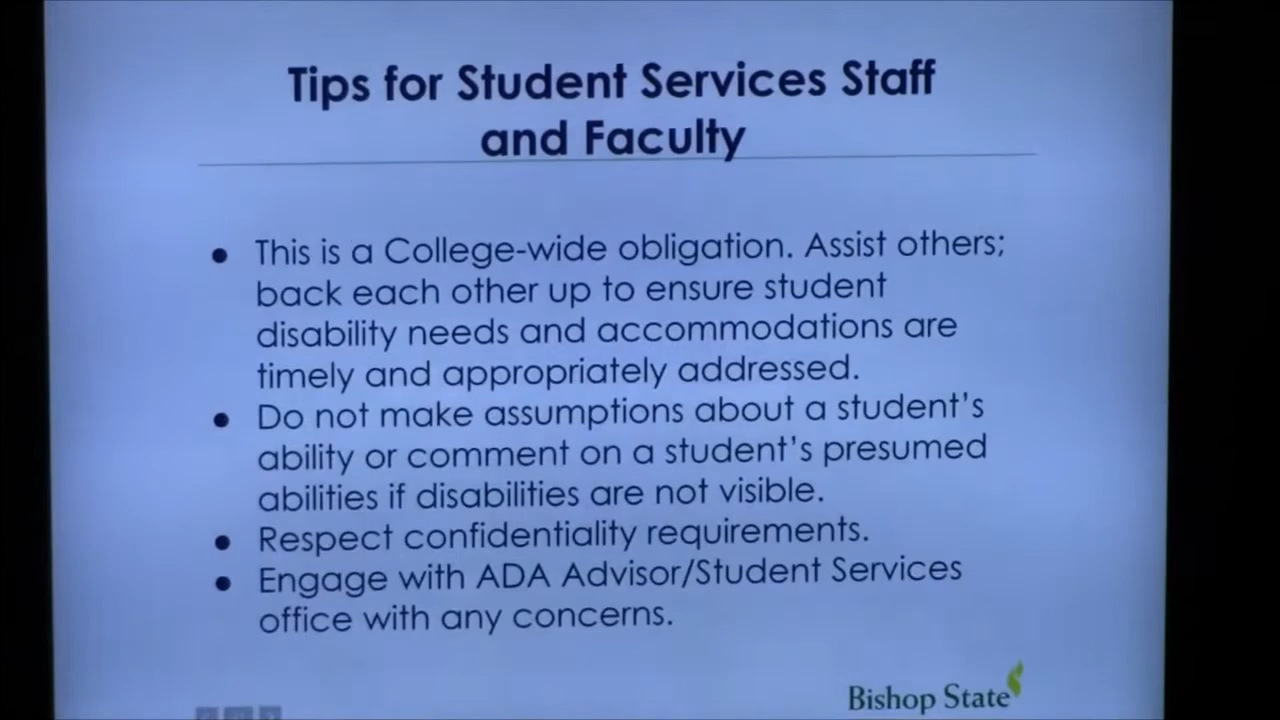 Tips for Student Services Staff
and Faculty
● This is a College-wide obligation. Assist others;
back each other up to ensure student
disability needs and accommodations are
timely and appropriately addressed.
● Do not make assumptions about a student's
ability or comment on a student's presumed
abilities if disabilities are not visible.
● Respect confidentiality requirements.
● Engage with ADA Advisor/Student Services
office with any concerns.
Bishop State